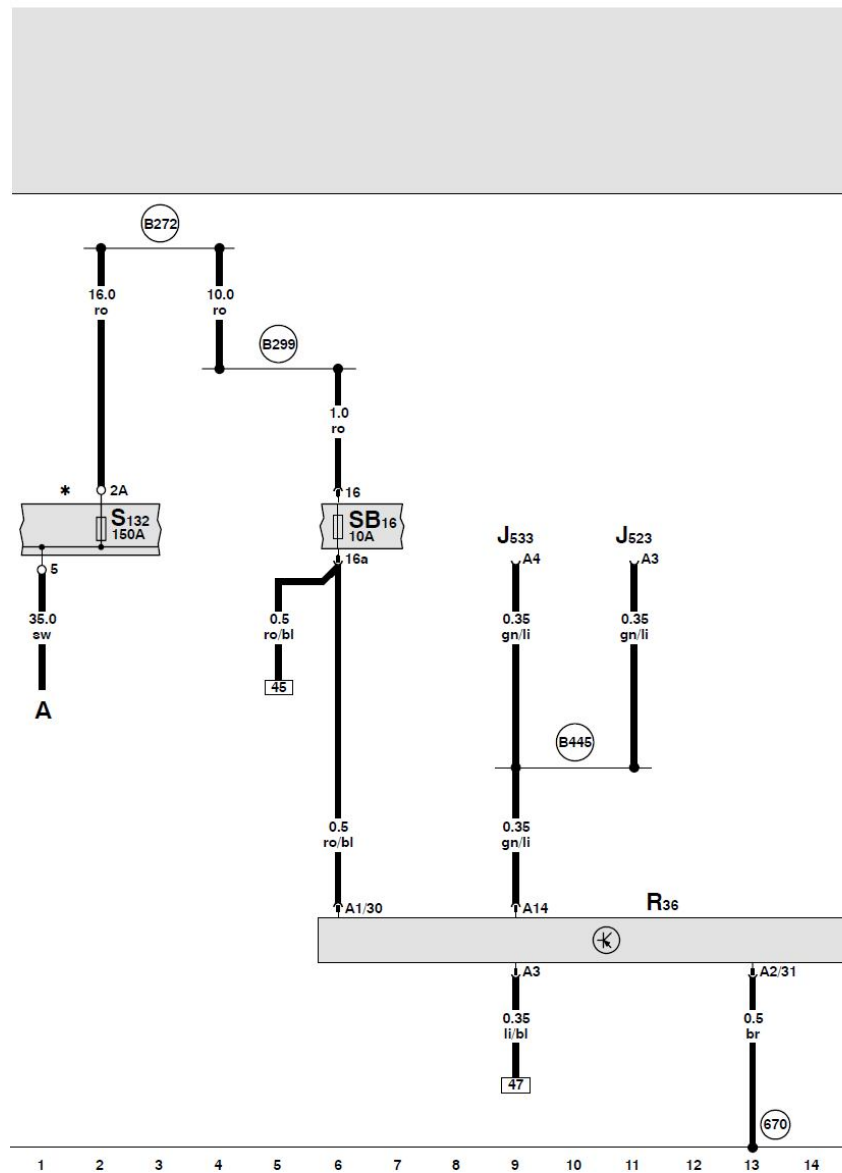 B272
16.0
ro
10.0
ro
B299
1.0
ro
* 2A
S132
150A
5
35.0
sw
A
16
SB16
10A
16a
0.5
ro/bl
45
J533
A4
J523
A3
0.35
gn/li
0.35
gn/li
B445
0.5
ro/bl
0.35
gn/li
A1/30
A14
R36
A3
A2/31
0.35
li/bl
0.5
br
47
670
1 2 3 4 5 6 7 8 9 10 11 12 13 14